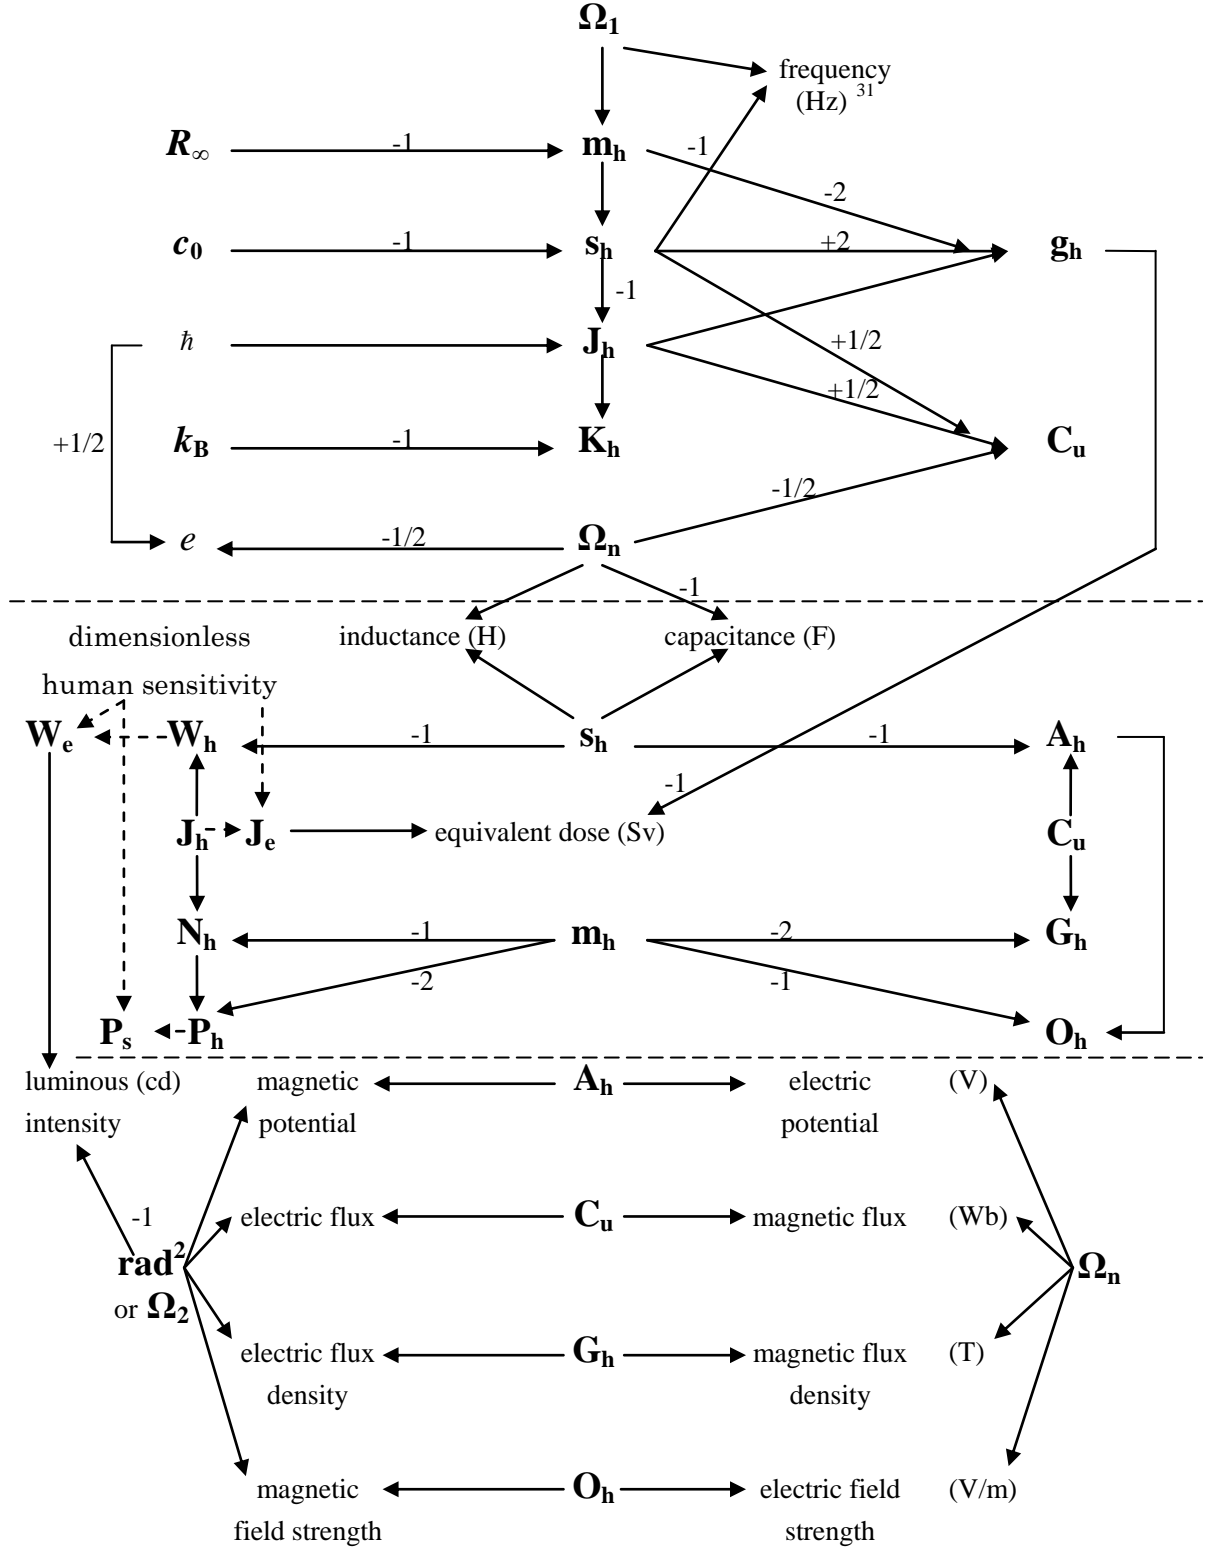 Ω₁
frequency
(Hz) ³¹
R∞ -1 mₕ -1
-2
c₀ -1 sₕ +2 gₕ
-1
ħ Jₕ +1/2
+1/2
+1/2 k_B -1 Kₕ Cᵤ
-1/2
e -1/2 Ωₙ
-1
dimensionless inductance (H) capacitance (F)
human sensitivity
Wₑ Wₕ -1 sₕ -1 Aₕ
-1
Jₕ Jₑ equivalent dose (Sv) Cᵤ
Nₕ -1 mₕ -2 Gₕ
-2 -1
Pₛ Pₕ Oₕ
luminous (cd) magnetic Aₕ electric (V)
intensity potential potential
-1 electric flux Cᵤ magnetic flux (Wb)
rad² Ωₙ
or Ω₂
electric flux Gₕ magnetic flux (T)
density density
magnetic Oₕ electric field (V/m)
field strength strength